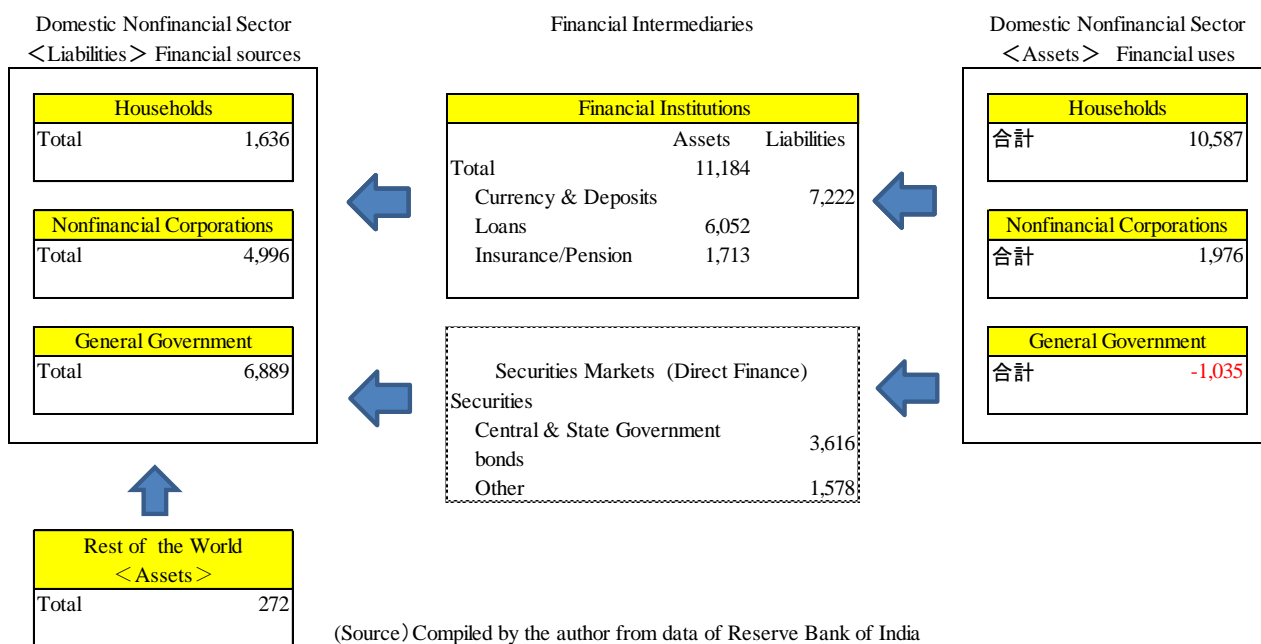 Domestic Nonfinancial Sector
＜Liabilities＞ Financial sources
Households
Total 1,636
Nonfinancial Corporations
Total 4,996
General Government
Total 6,889
Rest of the World
＜Assets＞
Total 272
Financial Intermediaries
Financial Institutions
Assets Liabilities
Total 11,184
Currency & Deposits 7,222
Loans 6,052
Insurance/Pension 1,713
Securities Markets (Direct Finance)
Securities
Central & State Government
bonds 3,616
Other 1,578
Domestic Nonfinancial Sector
＜Assets＞ Financial uses
Households
合計 10,587
Nonfinancial Corporations
合計 1,976
General Government
合計 -1,035
(Source）Compiled by the author from data of Reserve Bank of India